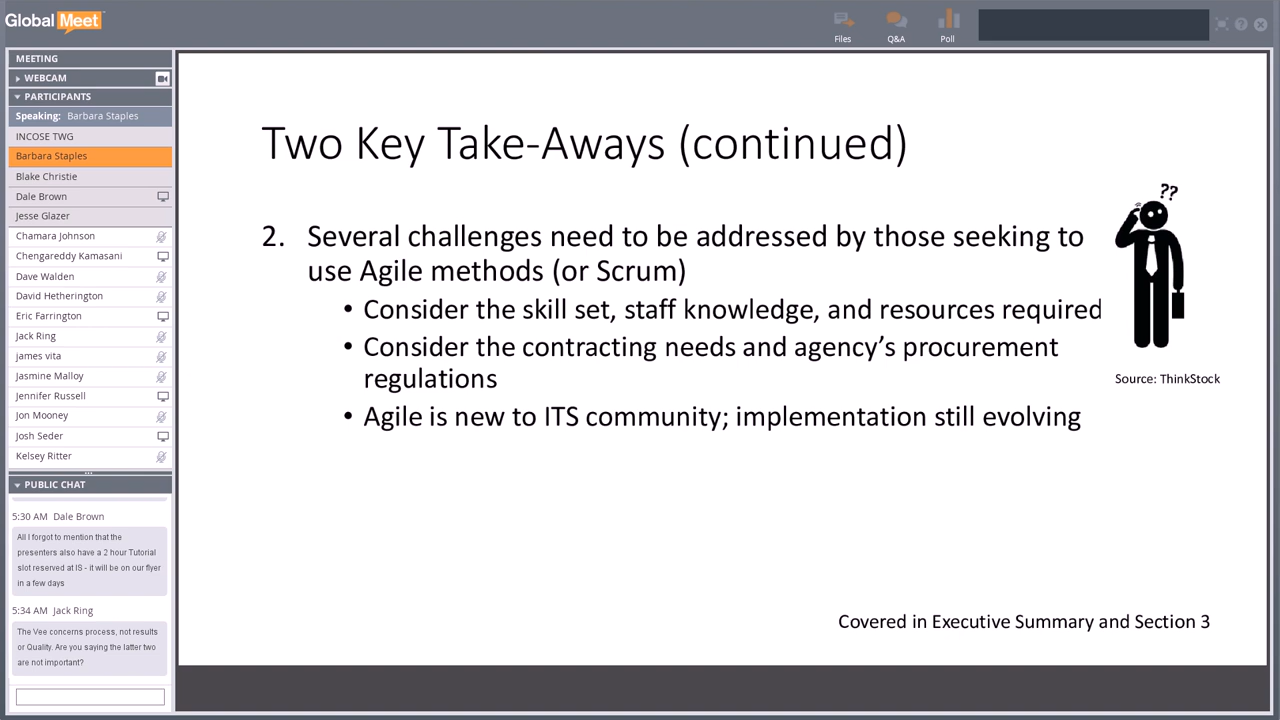 Global Meet
Files
Q&A
Poll
?
MEETING
WEBCAM
PARTICIPANTS
Speaking: Barbara Staples
INCOSE TWG
Barbara Staples
Blake Christie
Dale Brown
Jesse Glazer
Chamara Johnson
Chengareddy Kamasani
Dave Walden
David Hetherington
Eric Farrington
Jack Ring
james vita
Jasmine Malloy
Jennifer Russell
Jon Mooney
Josh Seder
Kelsey Ritter
PUBLIC CHAT
5:30 AM Dale Brown
All I forgot to mention that the
presenters also have a 2 hour Tutorial
slot reserved at IS - it will be on our flyer
in a few days
5:34 AM Jack Ring
The Vee concerns process, not results
or Quality. Are you saying the latter two
are not important?
Two Key Take-Aways (continued)
2. Several challenges need to be addressed by those seeking to
use Agile methods (or Scrum)
• Consider the skill set, staff knowledge, and resources required
• Consider the contracting needs and agency's procurement
regulations
• Agile is new to ITS community; implementation still evolving
??
Source: ThinkStock
Covered in Executive Summary and Section 3